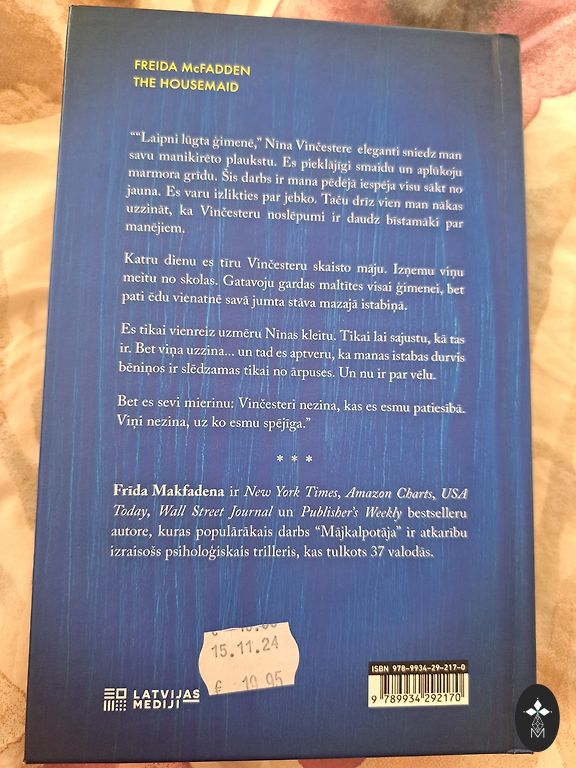 FREIDA McFADDEN
THE HOUSEMAID
““Laipni lūgta ģimenē,” Nīna Vinčestere eleganti sniedz man
savu manikirēto plaukstu. Es pieklājīgi smaidu un aplūkoju
marmora grīdu. Šis darbs ir mana pēdējā iespēja visu sākt no
jauna. Es varu izlikties par jebko. Taču drīz vien man nākas
uzzināt, ka Vinčesteru noslēpumi ir daudz bīstamāki par
manējiem.
Katru dienu es tīru Vinčesteru skaisto māju. Izņemu viņu
meitu no skolas. Gatavoju gardas maltītes visai ģimenei, bet
pati ēdu vienatnē savā jumta stāva mazajā istabiņā.
Es tikai vienreiz uzmēru Nīnas kleitu. Tikai lai sajustu, kā tas
ir. Bet viņa uzzina... un tad es aptveru, ka manas istabas durvis
bēniņos ir slēdzamas tikai no ārpuses. Un nu ir par vēlu.
Bet es sevi mierinu: Vinčesteri nezina, kas es esmu patiesībā.
Viņi nezina, uz ko esmu spējīga.”
* * *
Frīda Makfadena ir New York Times, Amazon Charts, USA
Today, Wall Street Journal un Publisher’s Weekly bestselleru
autore, kuras populārākais darbs “Mājkalpotāja” ir atkarību
izraisošs psiholoģiskais trilleris, kas tulkots 37 valodās.
15.11.24
€ 19.95
LATVIJAS
MEDIJI
ISBN 978-9934-29-217-0
9 789934 292170
M